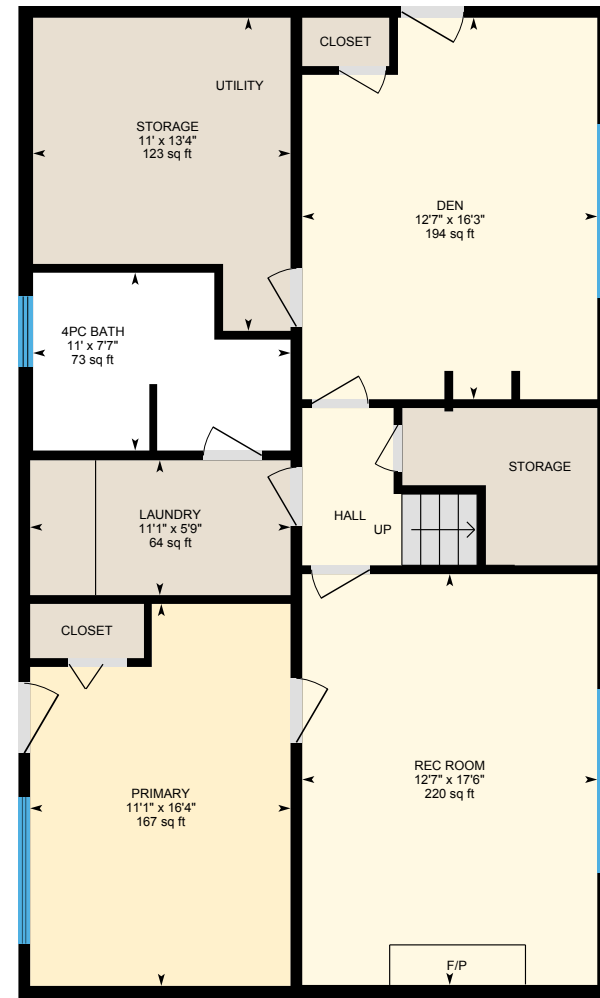 CLOSET
UTILITY
STORAGE
11' x 13'4"
123 sq ft
DEN
12'7" x 16'3"
194 sq ft
4PC BATH
11' x 7'7"
73 sq ft
STORAGE
LAUNDRY
11'1" x 5'9"
64 sq ft
HALL
UP
CLOSET
REC ROOM
12'7" x 17'6"
220 sq ft
PRIMARY
11'1" x 16'4"
167 sq ft
F/P